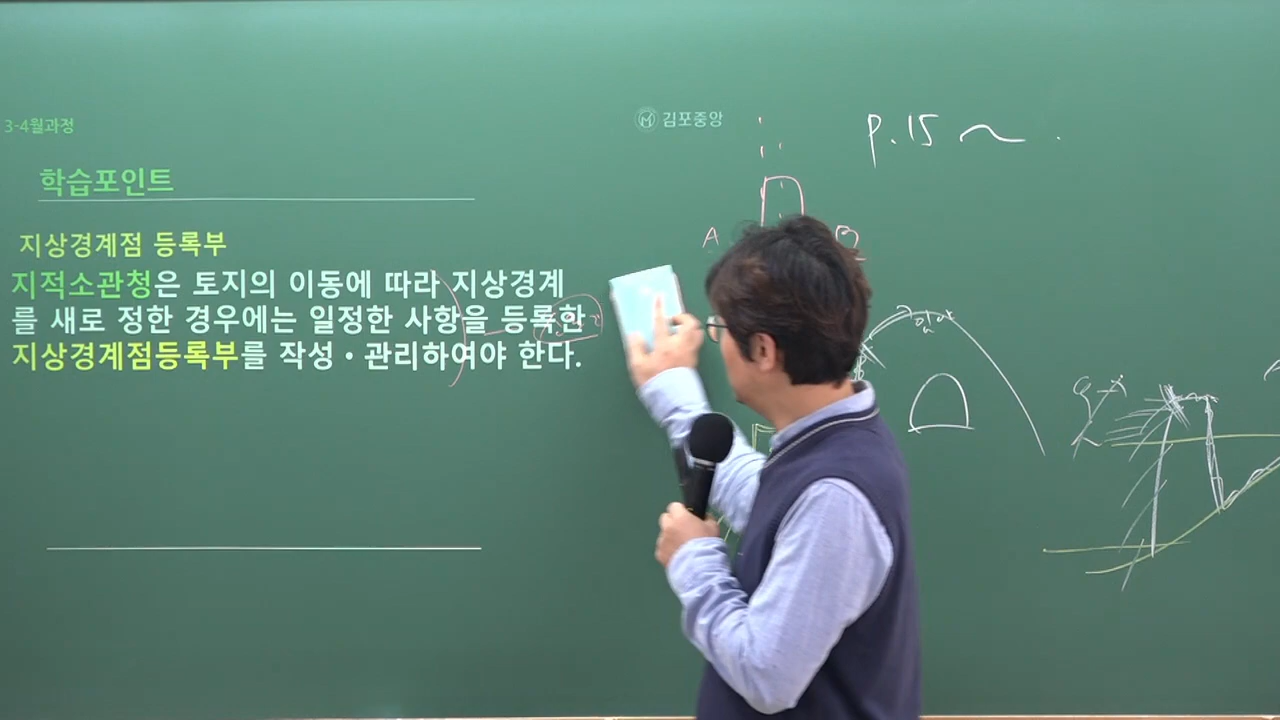 3-4월과정
김포중앙
p.15 ~ .
학습포인트
A
지상경계점 등록부
지적소관청은 토지의 이동에 따라 지상경계
를 새로 정한 경우에는 일정한 사항을 등록한
지상경계점등록부를 작성 • 관리하여야 한다.